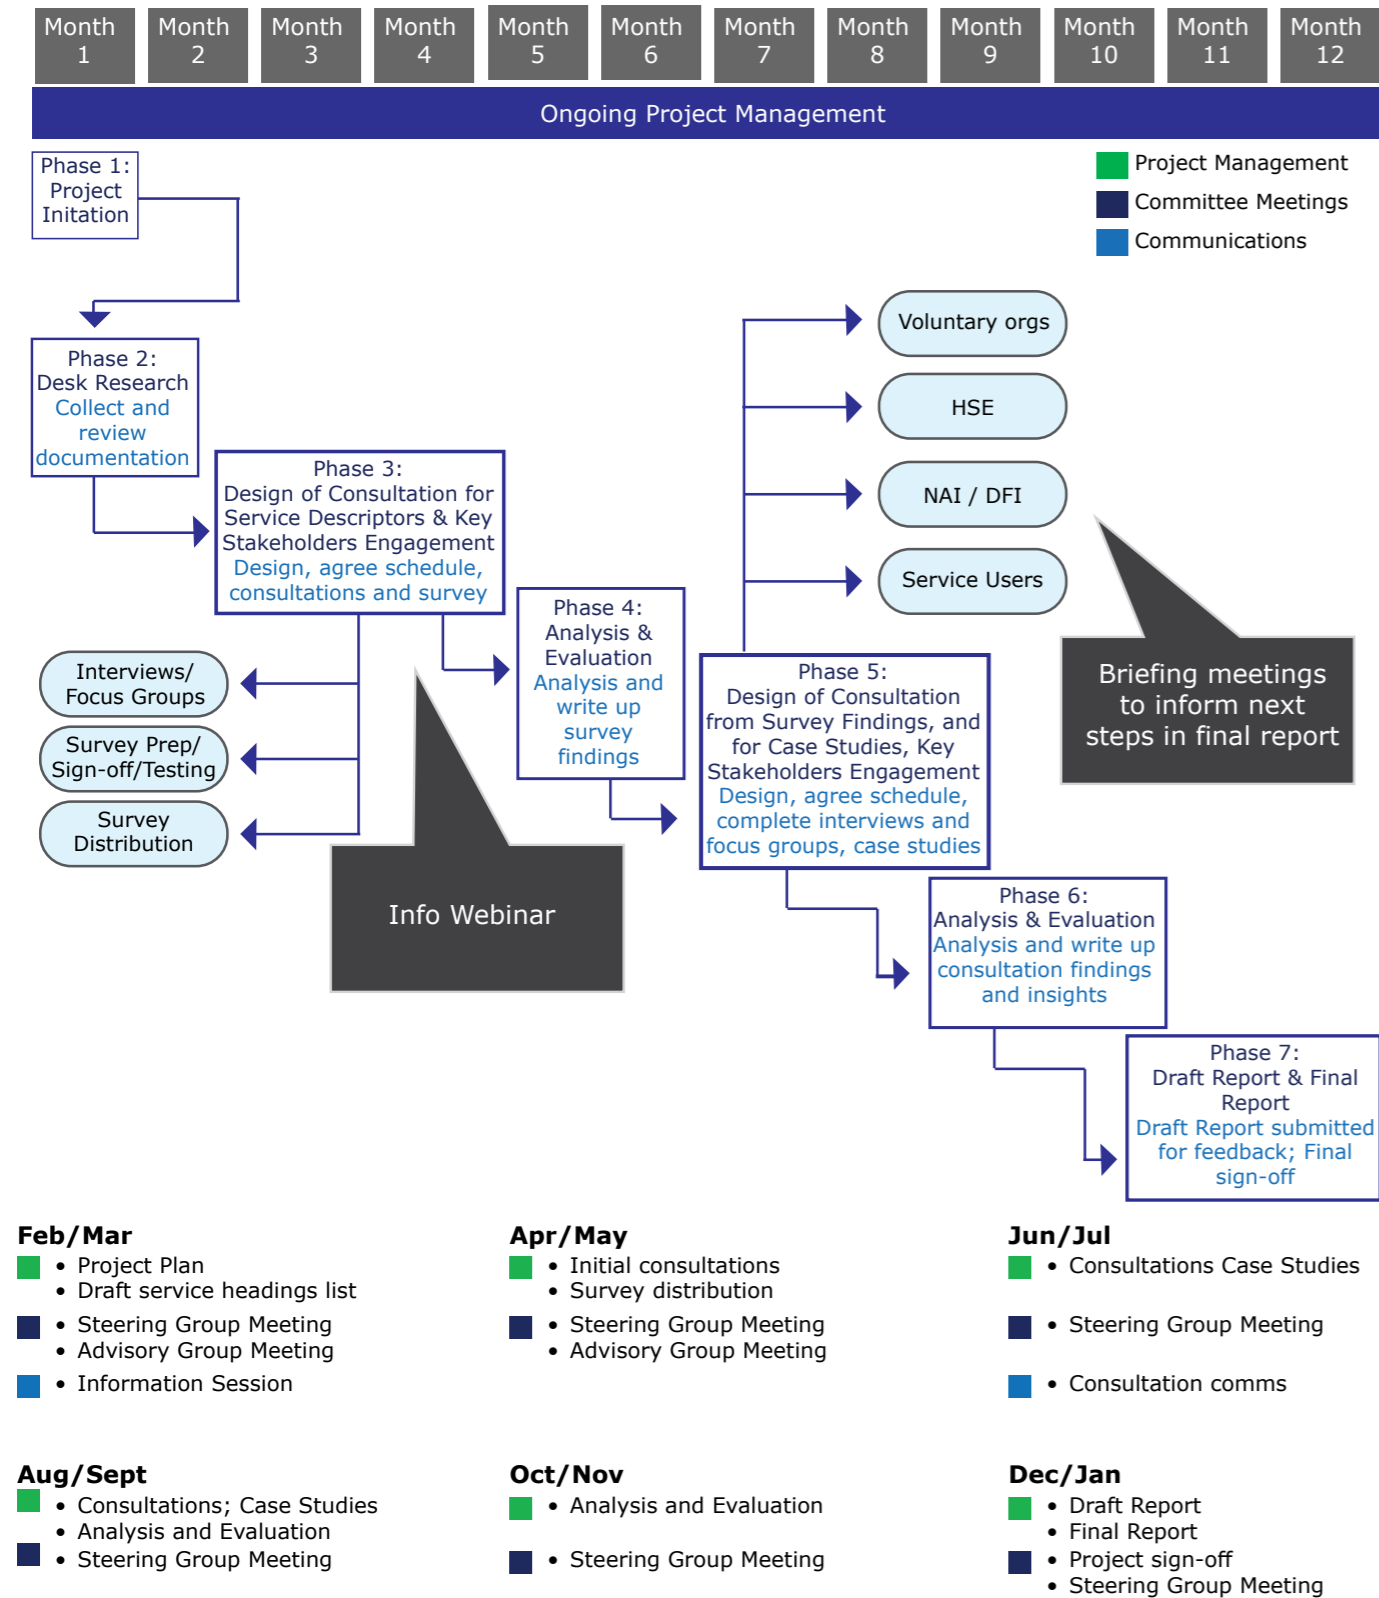 Month
1
Month
2
Month
3
Month
4
Month
5
Month
6
Month
7
Month
8
Month
9
Month
10
Month
11
Month
12
Ongoing Project Management
Phase 1:
Project
Initation
Project Management
Committee Meetings
Communications
Phase 2:
Desk Research
Collect and
review
documentation
Phase 3:
Design of Consultation for
Service Descriptors & Key
Stakeholders Engagement
Design, agree schedule,
consultations and survey
Interviews/
Focus Groups
Survey Prep/
Sign-off/Testing
Survey
Distribution
Info Webinar
Phase 4:
Analysis &
Evaluation
Analysis and
write up
survey
findings
Voluntary orgs
HSE
NAI / DFI
Service Users
Briefing meetings
to inform next
steps in final report
Phase 5:
Design of Consultation
from Survey Findings, and
for Case Studies, Key
Stakeholders Engagement
Design, agree schedule,
complete interviews and
focus groups, case studies
Phase 6:
Analysis & Evaluation
Analysis and write up
consultation findings
and insights
Phase 7:
Draft Report & Final
Report
Draft Report submitted
for feedback; Final
sign-off
Feb/Mar
• Project Plan
• Draft service headings list
• Steering Group Meeting
• Advisory Group Meeting
• Information Session
Apr/May
• Initial consultations
• Survey distribution
• Steering Group Meeting
• Advisory Group Meeting
Jun/Jul
• Consultations Case Studies
• Steering Group Meeting
• Consultation comms
Aug/Sept
• Consultations; Case Studies
• Analysis and Evaluation
• Steering Group Meeting
Oct/Nov
• Analysis and Evaluation
• Steering Group Meeting
Dec/Jan
• Draft Report
• Final Report
• Project sign-off
• Steering Group Meeting